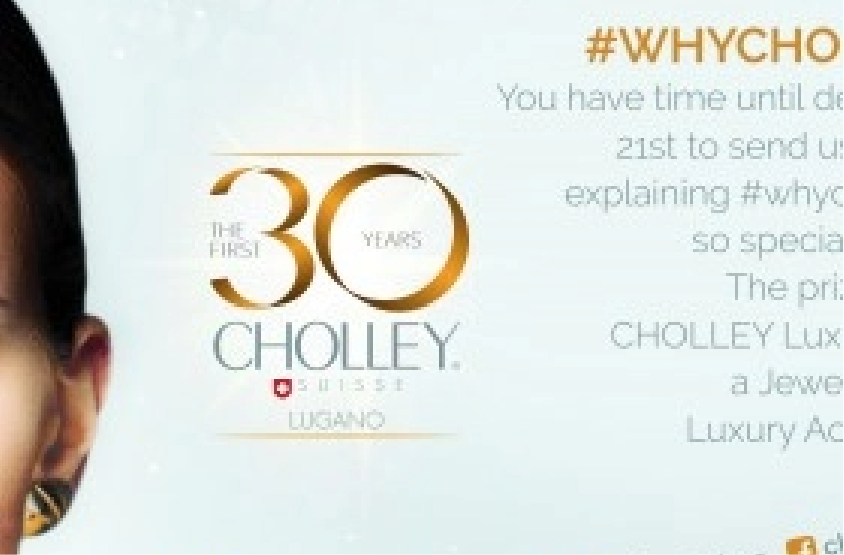 #WHYCHO
You have time until de
21st to send us
explaining #whyc
so specia
The priz
CHOLLEY Lux
a Jewe
Luxury Ac
30
THE
FIRST
YEARS
CHOLLEY®
SUISSE
LUGANO